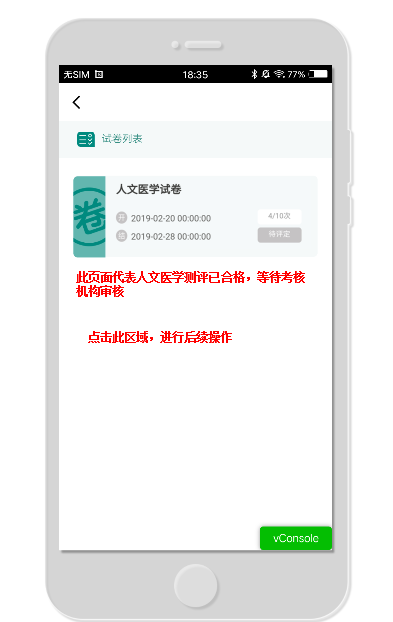 无SIM
18:35
77%
试卷列表
卷
人文医学试卷
开 2019-02-20 00:00:00
4/10次
结 2019-02-28 00:00:00
待评定
此页面代表人文医学测评已合格，等待考核
机构审核
点击此区域，进行后续操作
vConsole